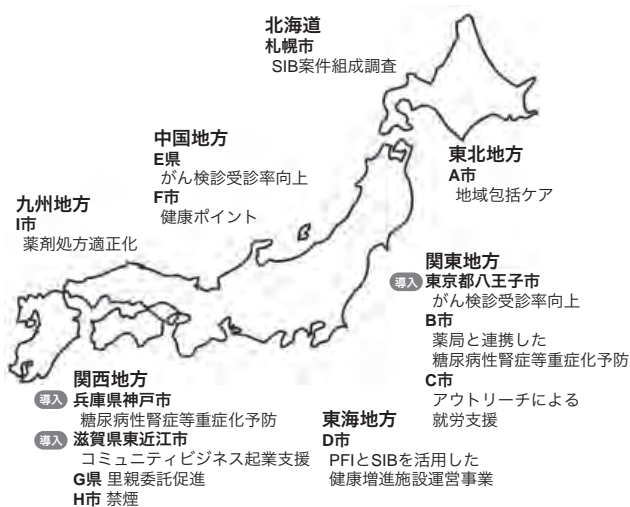 北海道
札幌市
SIB案件組成調査
中国地方
E県
がん検診受診率向上
F市
健康ポイント
東北地方
A市
地域包括ケア
九州地方
I市
薬剤処方適正化
関東地方
導入 東京都八王子市
がん検診受診率向上
B市
薬局と連携した
糖尿病性腎症等重症化予防
C市
アウトリーチによる
就労支援
関西地方
導入 兵庫県神戸市
糖尿病性腎症等重症化予防
導入 滋賀県東近江市
コミュニティビジネス起業支援
G県 里親委託促進
H市 禁煙
東海地方
D市
PFIとSIBを活用した
健康増進施設運営事業